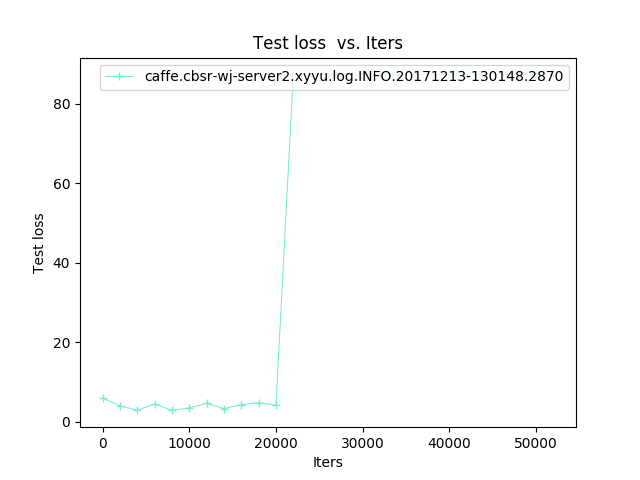 Test loss  vs. Iters
caffe.cbsr-wj-server2.xyyu.log.INFO.20171213-130148.2870
80
60
40
20
0
Test loss
0 10000 20000 30000 40000 50000
Iters